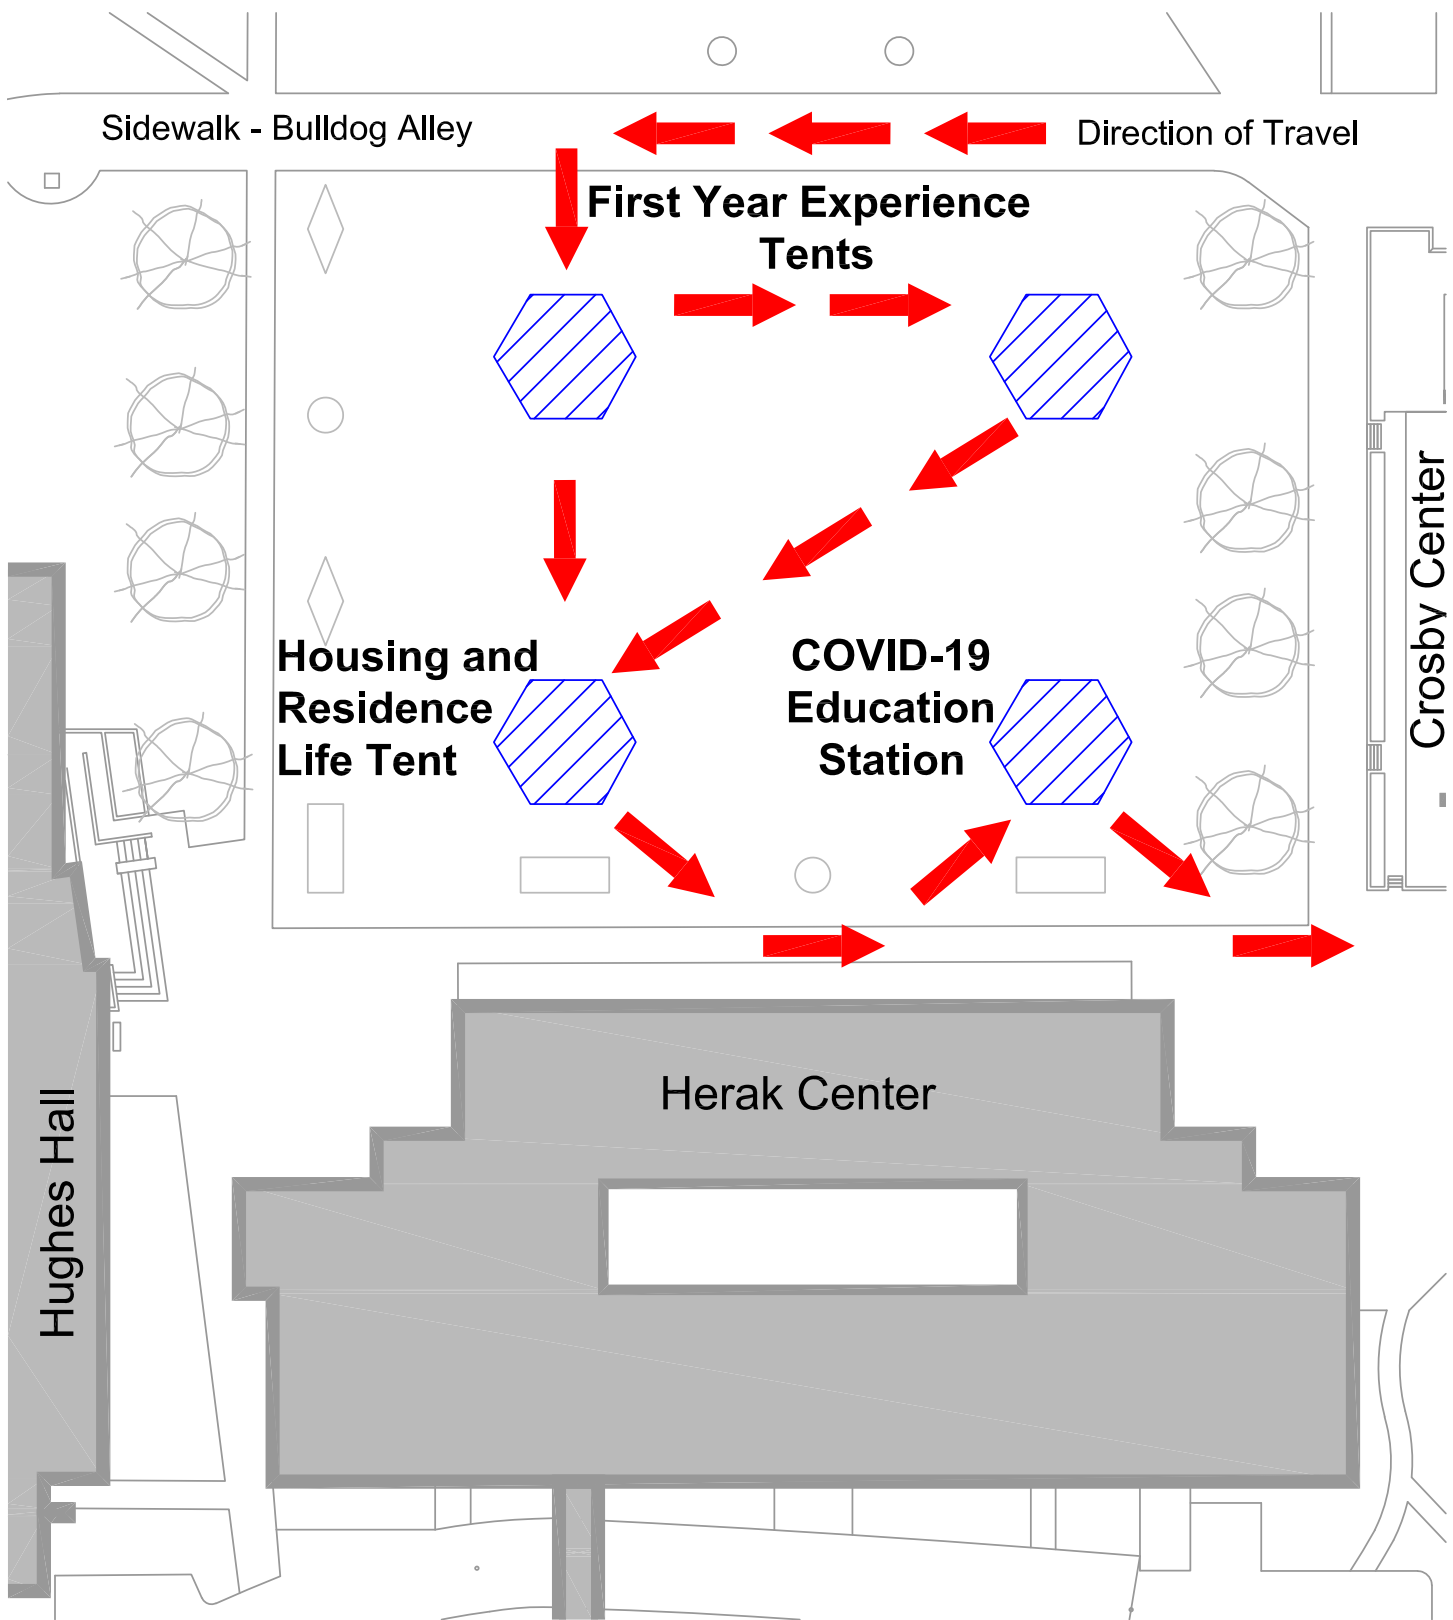 Sidewalk - Bulldog Alley
Direction of Travel
First Year Experience
Tents
Housing and
Residence
Life Tent
COVID-19
Education
Station
Crosby Center
Herak Center
Hughes Hall